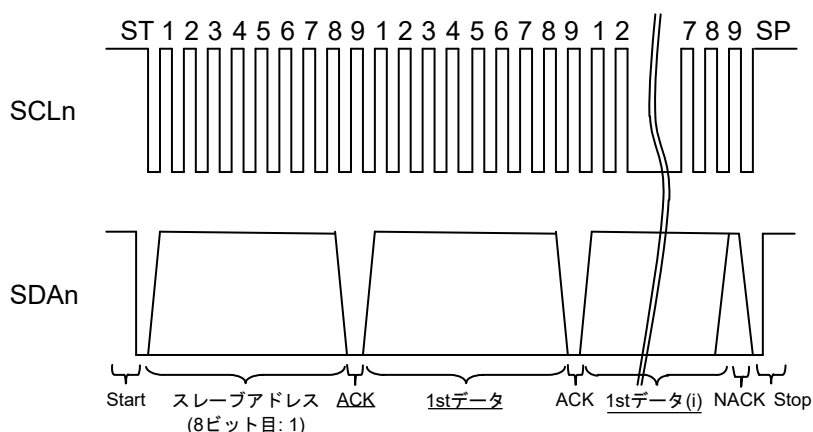 ST 1 2 3 4 5 6 7 8 9 1 2 3 4 5 6 7 8 9 1 2 7 8 9 SP
SCLn
SDAn
Start スレーブアドレス ACK 1stデータ ACK 1stデータ(i) NACK Stop
(8ビット目: 1)